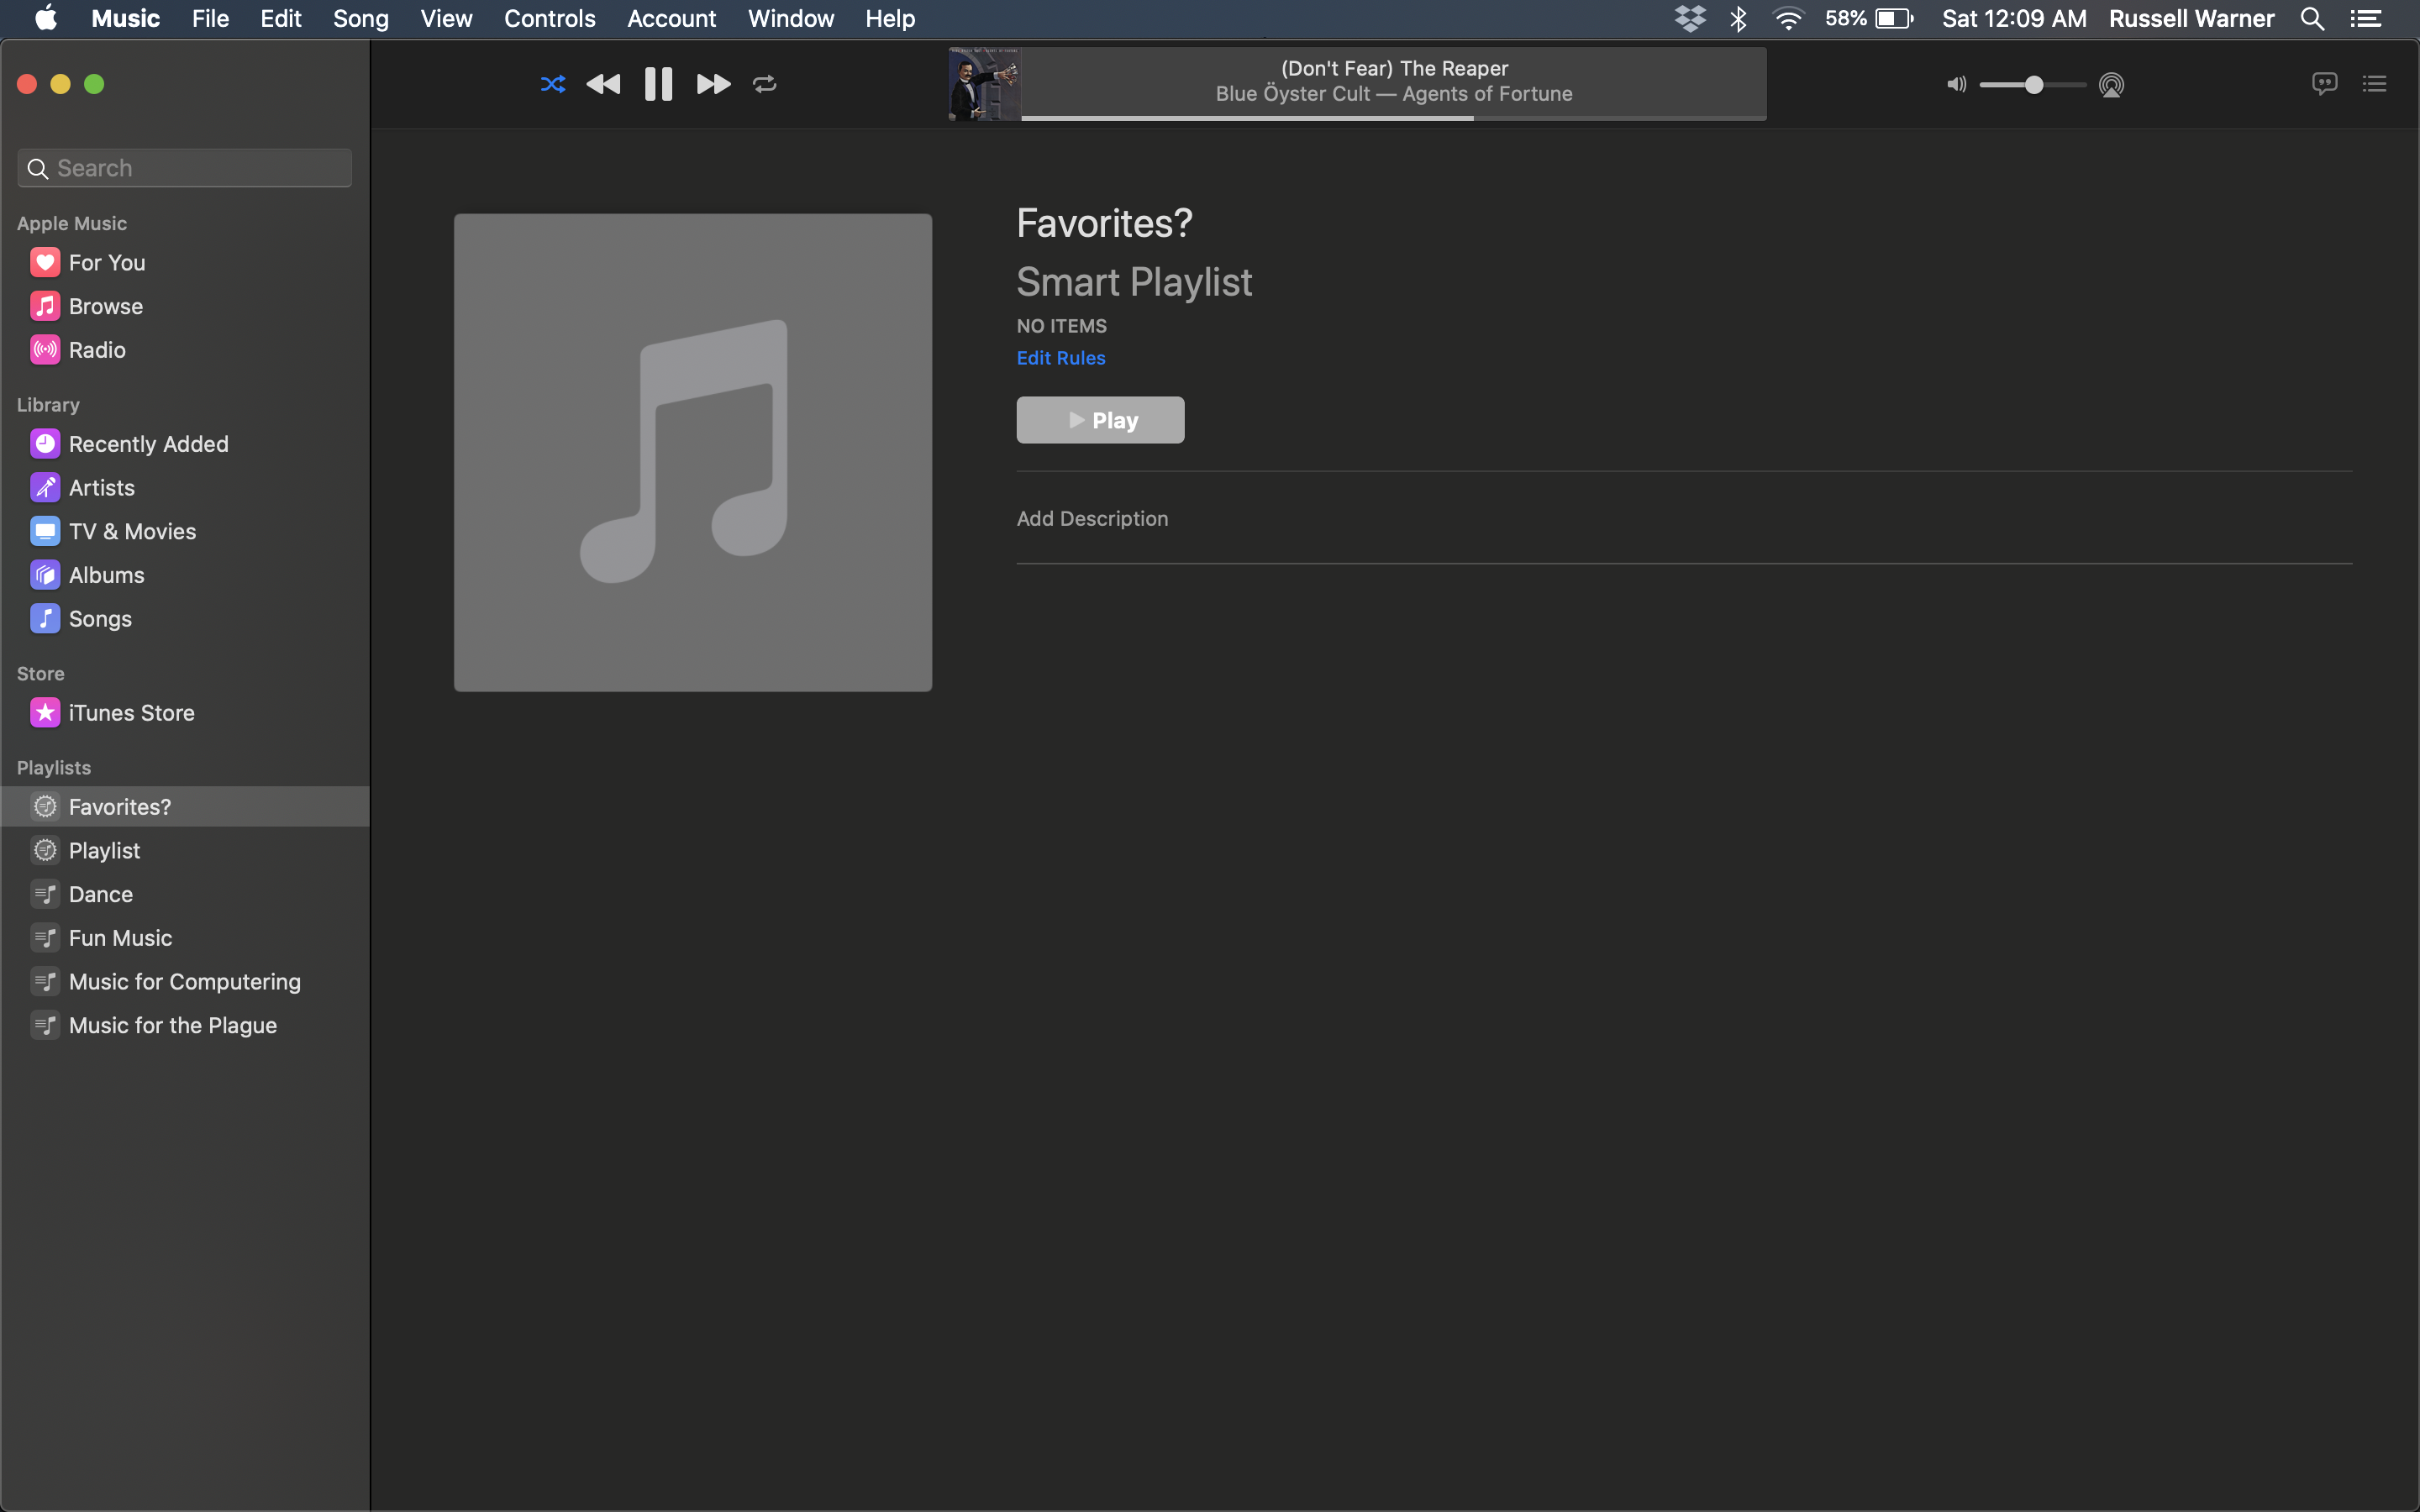 Music File Edit Song View Controls Account Window Help 58% Sat 12:09 AM Russell Warner
(Don't Fear) The Reaper
Blue Öyster Cult — Agents of Fortune
Search
Apple Music
For You
Browse
Radio
Library
Recently Added
Artists
TV & Movies
Albums
Songs
Store
iTunes Store
Playlists
Favorites?
Playlist
Dance
Fun Music
Music for Computering
Music for the Plague
Favorites?
Smart Playlist
NO ITEMS
Edit Rules
Play
Add Description